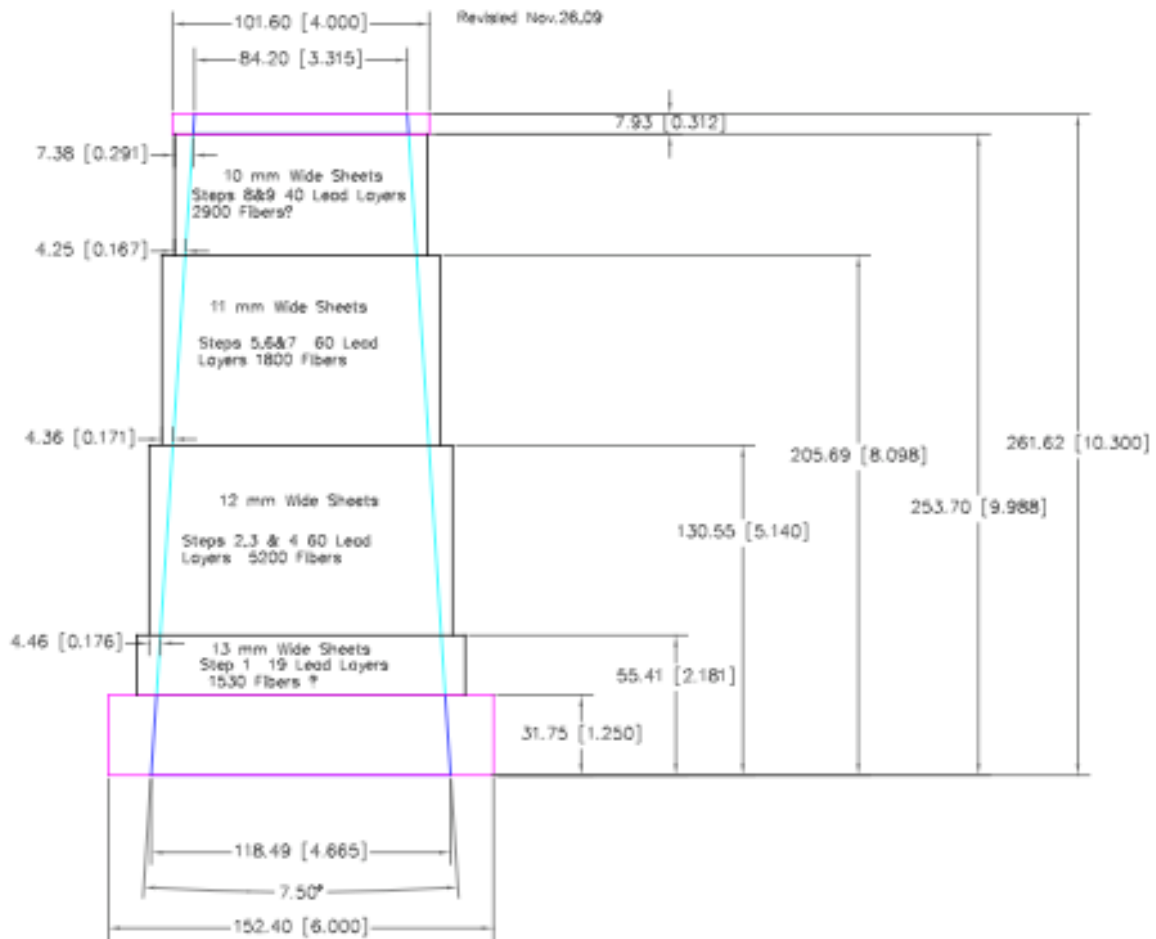 101.60 [4.000]
Revisied Nov.26,09
84.20 [3.315]
7.93 [0.312]
7.38 [0.291]
10 mm Wide Sheets
Steps 8&9 40 Lead Layers
2900 Fibers?
4.25 [0.167]
11 mm Wide Sheets
Steps 5,6&7 60 Lead
Layers 1800 Fibers
4.36 [0.171]
261.62 [10.300]
205.69 [8.098]
12 mm Wide Sheets
253.70 [9.988]
130.55 [5.140]
Steps 2,3 & 4 60 Lead
Layers 5200 Fibers
4.46 [0.176]
13 mm Wide Sheets
Step 1 19 Lead Layers
1530 Fibers ?
55.41 [2.181]
31.75 [1.250]
118.49 [4.665]
7.50°
152.40 [6.000]